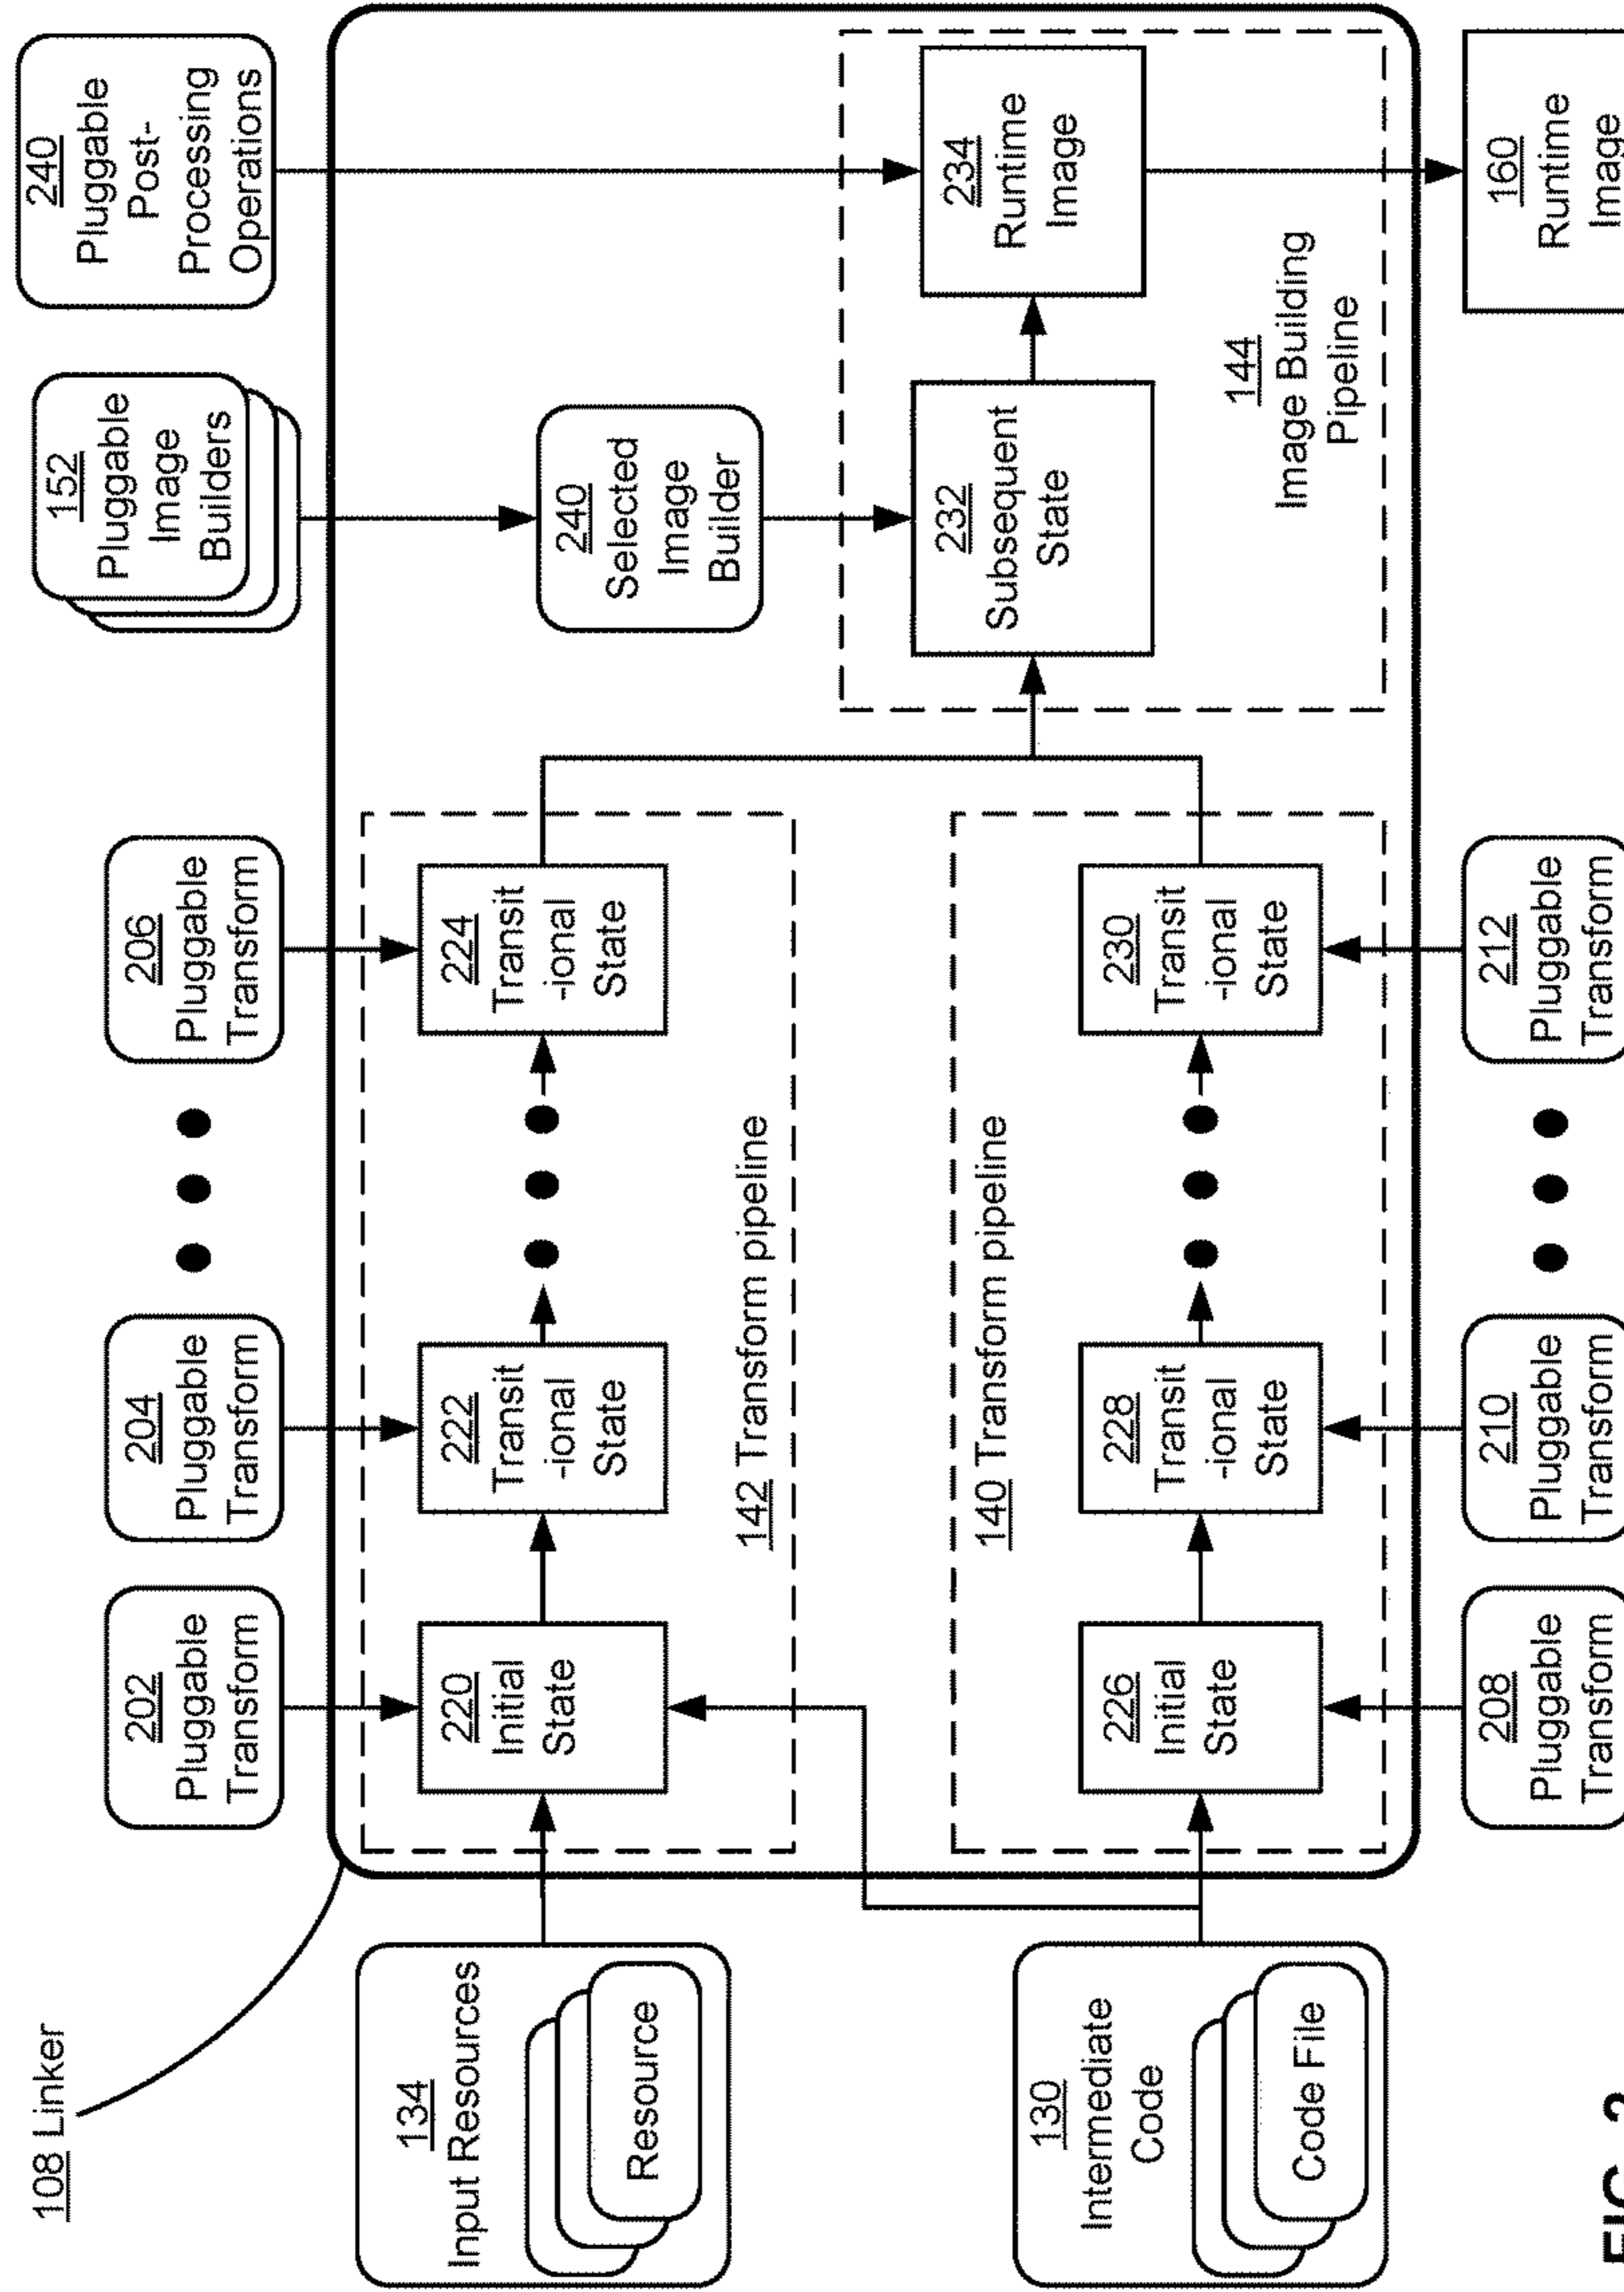 108 Linker
202
Pluggable
Transform
204
Pluggable
Transform
206
Pluggable
Transform
152
Pluggable
Image
Builders
240
Pluggable
Post-
Processing
Operations
134
Input Resources
Resource
220
Initial
State
222
Transit
-ional
State
224
Transit
-ional
State
142 Transform pipeline
240
Selected
Image
Builder
130
Intermediate
Code
Code File
140 Transform pipeline
226
Initial
State
228
Transit
-ional
State
230
Transit
-ional
State
232
Subsequent
State
234
Runtime
Image
144
Image Building
Pipeline
208
Pluggable
Transform
210
Pluggable
Transform
212
Pluggable
Transform
160
Runtime
Image
FIG. 2